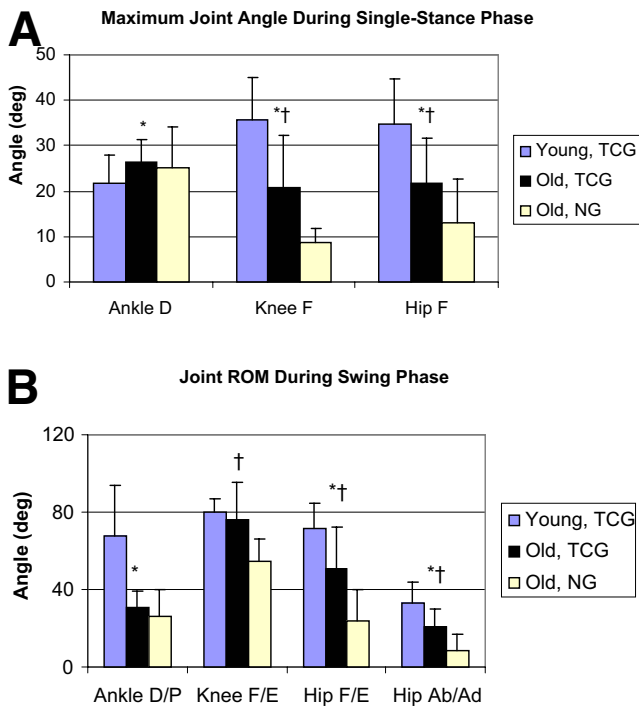 A
Maximum Joint Angle During Single-Stance Phase
Angle (deg)
50
40
30
20
10
0
*
*†
*†
Ankle D Knee F Hip F
Young, TCG
Old, TCG
Old, NG
B
Joint ROM During Swing Phase
Angle (deg)
120
80
40
0
*
†
*†
*†
Ankle D/P Knee F/E Hip F/E Hip Ab/Ad
Young, TCG
Old, TCG
Old, NG